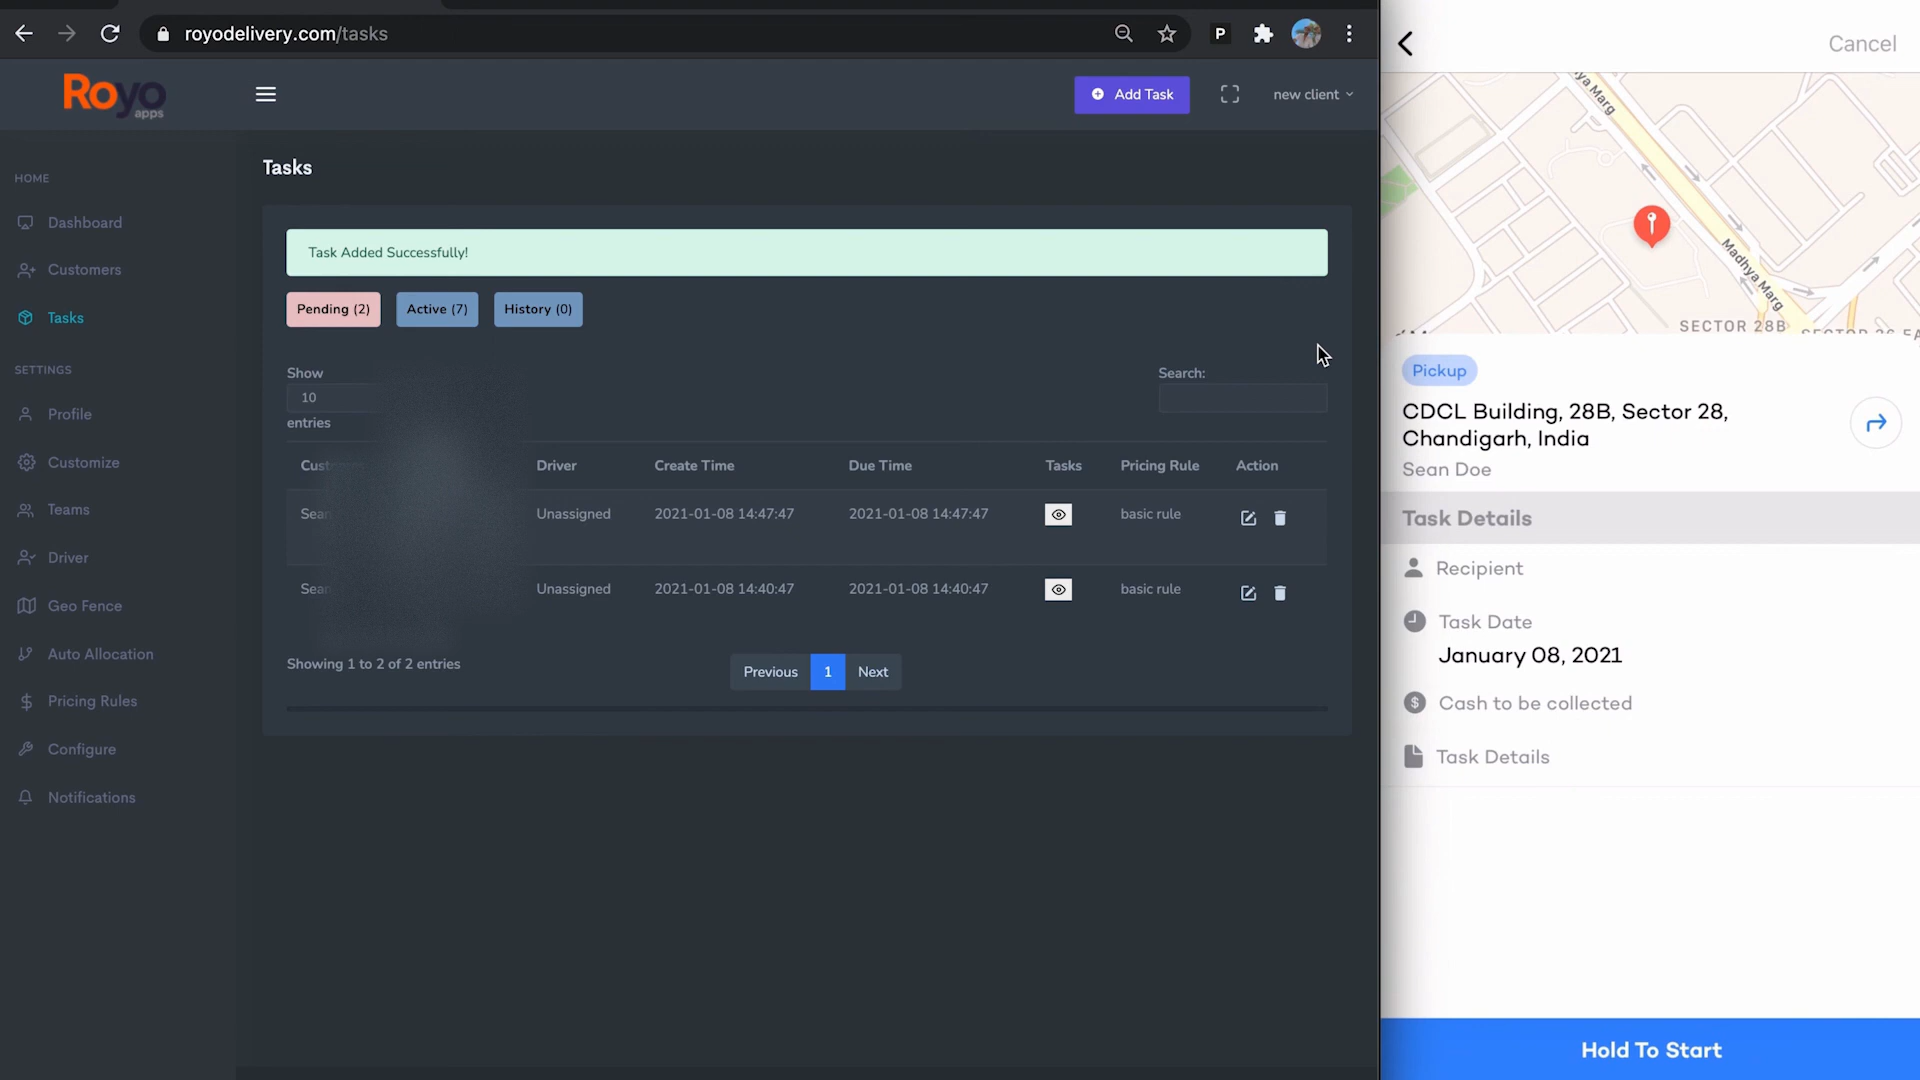 royodelivery.com/tasks
P
Cancel
Royo
apps
Add Task
new client
HOME
Dashboard
Customers
Tasks
SETTINGS
Profile
Customize
Teams
Driver
Geo Fence
Auto Allocation
Pricing Rules
Configure
Notifications
Tasks
Task Added Successfully!
Pending (2)
Active (7)
History (0)
Show
10
entries
Search:
Driver
Create Time
Due Time
Tasks
Pricing Rule
Action
Unassigned
2021-01-08 14:47:47
2021-01-08 14:47:47
basic rule
Unassigned
2021-01-08 14:40:47
2021-01-08 14:40:47
basic rule
Showing 1 to 2 of 2 entries
Previous
1
Next
Marg
Madhya Marg
SECTOR 28B
Pickup
CDCL Building, 28B, Sector 28,
Chandigarh, India
Sean Doe
Task Details
Recipient
Task Date
January 08, 2021
Cash to be collected
Task Details
Hold To Start